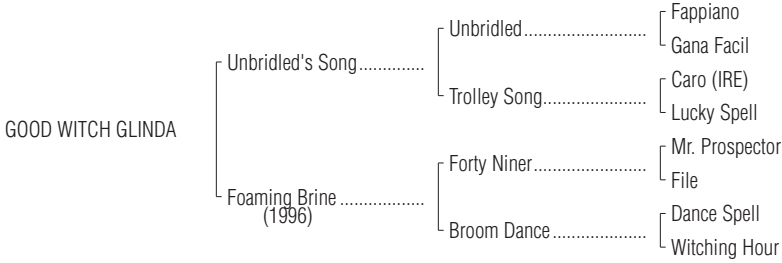 Fappiano
Unbridled........................
Gana Facil
Unbridled's Song.............
Caro (IRE)
Trolley Song....................
Lucky Spell
GOOD WITCH GLINDA
Mr. Prospector
Forty Niner......................
File
Foaming Brine ................
(1996)
Dance Spell
Broom Dance ..................
Witching Hour